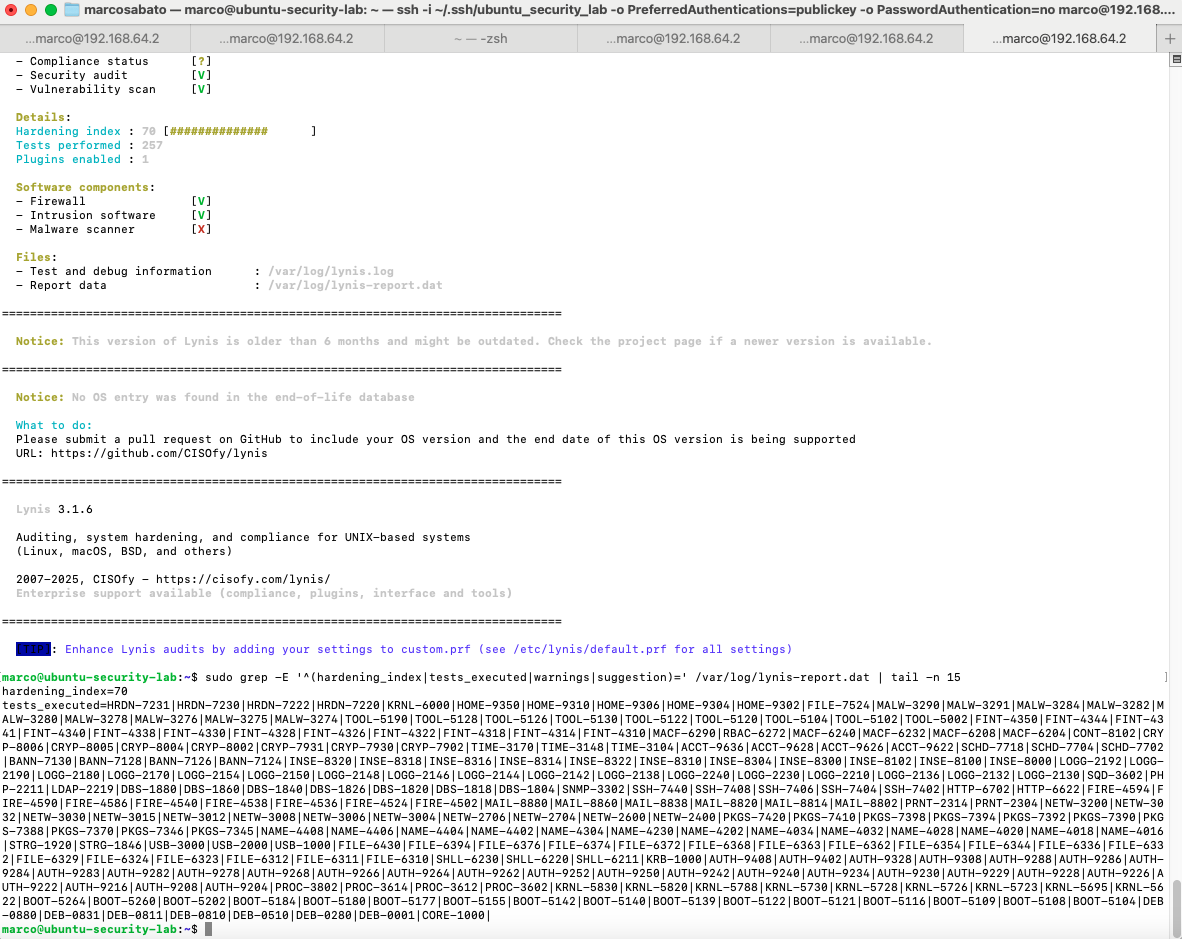 marcosabato — marco@ubuntu-security-lab: ~ — ssh -i ~/.ssh/ubuntu_security_lab -o PreferredAuthentications=publickey -o PasswordAuthentication=no marco@192.168....
...marco@192.168.64.2 ...marco@192.168.64.2 ~ — -zsh ...marco@192.168.64.2 ...marco@192.168.64.2 ...marco@192.168.64.2 +
- Compliance status [?]
- Security audit [V]
- Vulnerability scan [V]
Details:
Hardening index : 70 [############## ]
Tests performed : 257
Plugins enabled : 1
Software components:
- Firewall [V]
- Intrusion software [V]
- Malware scanner [X]
Files:
- Test and debug information : /var/log/lynis.log
- Report data : /var/log/lynis-report.dat
================================================================================
Notice: This version of Lynis is older than 6 months and might be outdated. Check the project page if a newer version is available.
================================================================================
Notice: No OS entry was found in the end-of-life database
What to do:
Please submit a pull request on GitHub to include your OS version and the end date of this OS version is being supported
URL: https://github.com/CISOfy/lynis
================================================================================
Lynis 3.1.6
Auditing, system hardening, and compliance for UNIX-based systems
(Linux, macOS, BSD, and others)
2007-2025, CISOfy - https://cisofy.com/lynis/
Enterprise support available (compliance, plugins, interface and tools)
================================================================================
[TIP]: Enhance Lynis audits by adding your settings to custom.prf (see /etc/lynis/default.prf for all settings)
[marco@ubuntu-security-lab:~$ sudo grep -E '^(hardening_index|tests_executed|warnings|suggestion)=' /var/log/lynis-report.dat | tail -n 15 ]
hardening_index=70
tests_executed=HRDN-7231|HRDN-7230|HRDN-7222|HRDN-7220|KRNL-6000|HOME-9350|HOME-9310|HOME-9306|HOME-9304|HOME-9302|FILE-7524|MALW-3290|MALW-3291|MALW-3284|MALW-3282|M
ALW-3280|MALW-3278|MALW-3276|MALW-3275|MALW-3274|TOOL-5190|TOOL-5128|TOOL-5126|TOOL-5130|TOOL-5122|TOOL-5120|TOOL-5104|TOOL-5102|TOOL-5002|FINT-4350|FINT-4344|FINT-43
41|FINT-4340|FINT-4338|FINT-4330|FINT-4328|FINT-4326|FINT-4322|FINT-4318|FINT-4314|FINT-4310|MACF-6290|RBAC-6272|MACF-6240|MACF-6232|MACF-6208|MACF-6204|CONT-8102|CRY
P-8006|CRYP-8005|CRYP-8004|CRYP-8002|CRYP-7931|CRYP-7930|CRYP-7902|TIME-3170|TIME-3148|TIME-3104|ACCT-9636|ACCT-9628|ACCT-9626|ACCT-9622|SCHD-7718|SCHD-7704|SCHD-7702
|BANN-7130|BANN-7128|BANN-7126|BANN-7124|INSE-8320|INSE-8318|INSE-8316|INSE-8314|INSE-8322|INSE-8310|INSE-8304|INSE-8300|INSE-8102|INSE-8100|INSE-8000|LOGG-2192|LOGG-
2190|LOGG-2180|LOGG-2170|LOGG-2154|LOGG-2150|LOGG-2148|LOGG-2146|LOGG-2144|LOGG-2142|LOGG-2138|LOGG-2240|LOGG-2230|LOGG-2210|LOGG-2136|LOGG-2132|LOGG-2130|SQD-3602|PH
P-2211|LDAP-2219|DBS-1880|DBS-1860|DBS-1840|DBS-1826|DBS-1820|DBS-1818|DBS-1804|SNMP-3302|SSH-7440|SSH-7408|SSH-7406|SSH-7404|SSH-7402|HTTP-6702|HTTP-6622|FIRE-4594|F
IRE-4590|FIRE-4586|FIRE-4540|FIRE-4538|FIRE-4536|FIRE-4524|FIRE-4502|MAIL-8880|MAIL-8860|MAIL-8838|MAIL-8820|MAIL-8814|MAIL-8802|PRNT-2314|PRNT-2304|NETW-3200|NETW-30
32|NETW-3030|NETW-3015|NETW-3012|NETW-3008|NETW-3006|NETW-3004|NETW-2706|NETW-2704|NETW-2600|NETW-2400|PKGS-7420|PKGS-7410|PKGS-7398|PKGS-7394|PKGS-7392|PKGS-7390|PKG
S-7388|PKGS-7370|PKGS-7346|PKGS-7345|NAME-4408|NAME-4406|NAME-4404|NAME-4402|NAME-4304|NAME-4230|NAME-4202|NAME-4034|NAME-4032|NAME-4028|NAME-4020|NAME-4018|NAME-4016
|STRG-1920|STRG-1846|USB-3000|USB-2000|USB-1000|FILE-6430|FILE-6394|FILE-6376|FILE-6374|FILE-6372|FILE-6368|FILE-6363|FILE-6362|FILE-6354|FILE-6344|FILE-6336|FILE-633
2|FILE-6329|FILE-6324|FILE-6323|FILE-6312|FILE-6311|FILE-6310|SHLL-6230|SHLL-6220|SHLL-6211|KRB-1000|AUTH-9408|AUTH-9402|AUTH-9328|AUTH-9308|AUTH-9288|AUTH-9286|AUTH-
9284|AUTH-9283|AUTH-9282|AUTH-9278|AUTH-9268|AUTH-9266|AUTH-9264|AUTH-9262|AUTH-9252|AUTH-9250|AUTH-9242|AUTH-9240|AUTH-9234|AUTH-9230|AUTH-9229|AUTH-9228|AUTH-9226|A
UTH-9222|AUTH-9216|AUTH-9208|AUTH-9204|PROC-3802|PROC-3614|PROC-3612|PROC-3602|KRNL-5830|KRNL-5820|KRNL-5788|KRNL-5730|KRNL-5728|KRNL-5726|KRNL-5723|KRNL-5695|KRNL-56
22|BOOT-5264|BOOT-5260|BOOT-5202|BOOT-5184|BOOT-5180|BOOT-5177|BOOT-5155|BOOT-5142|BOOT-5140|BOOT-5139|BOOT-5122|BOOT-5121|BOOT-5116|BOOT-5109|BOOT-5108|BOOT-5104|DEB
-0880|DEB-0831|DEB-0811|DEB-0810|DEB-0510|DEB-0280|DEB-0001|CORE-1000|
marco@ubuntu-security-lab:~$